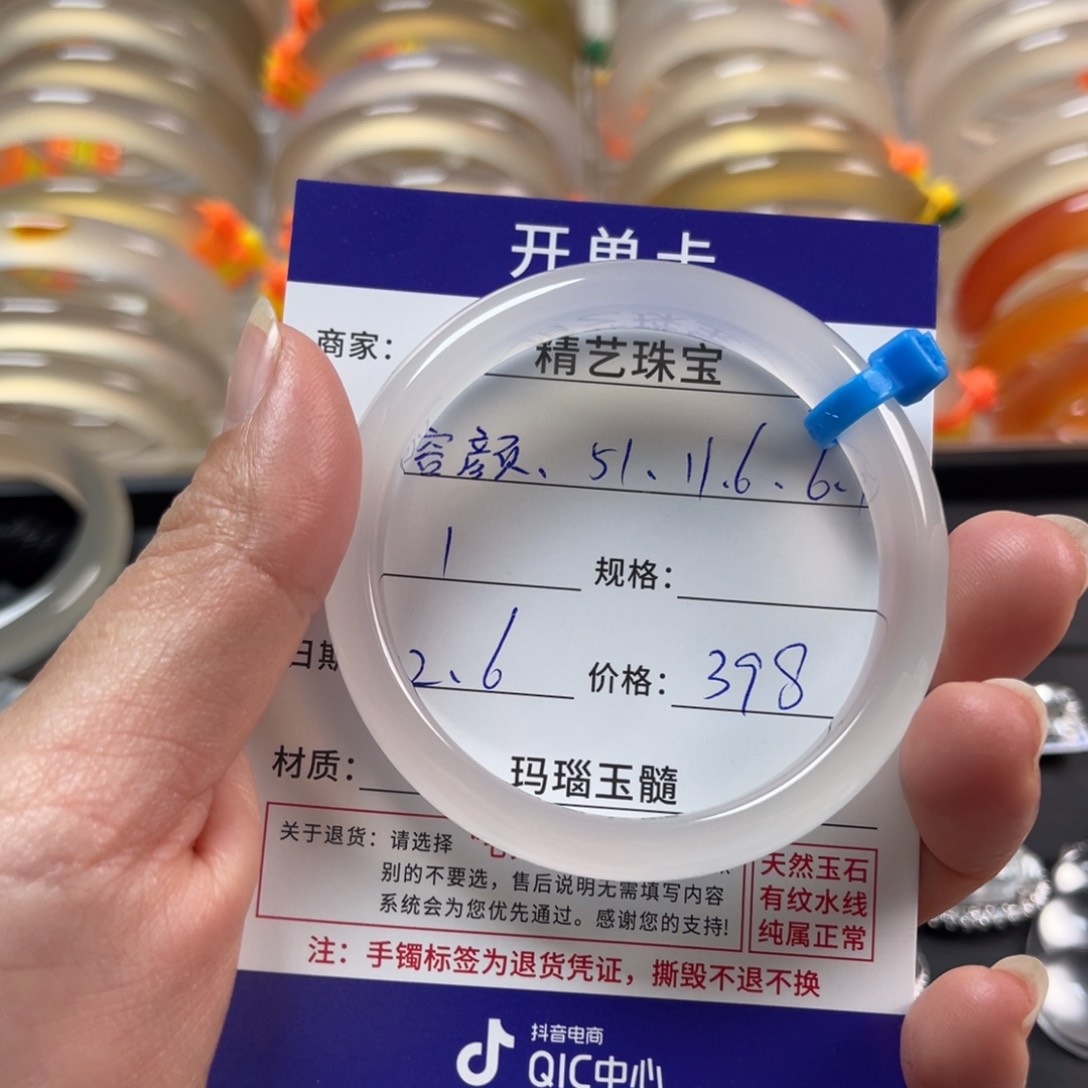 开单卡
商家：精艺珠宝
容颜、51、11.6、6.
1 规格：
日期 2、6 价格：398
材质：玛瑙玉髓
关于退货：请选择
别的不要选，售后说明无需填写内容
系统会为您优先通过。感谢您的支持！
天然玉石
有纹水线
纯属正常
注：手镯标签为退货凭证，撕毁不退不换
抖音电商
QIC中心